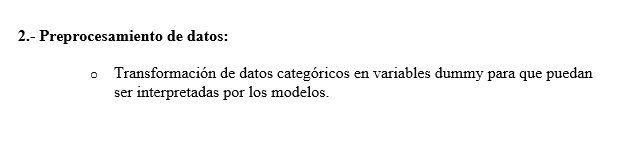 2.- Preprocesamiento de datos:
o Transformación de datos categóricos en variables dummy para que puedan
ser interpretadas por los modelos.